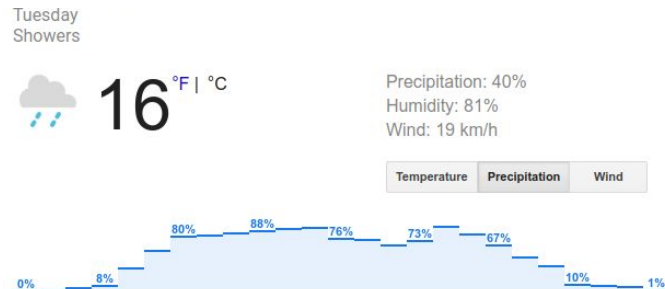 Tuesday
Showers
16 °F | °C
Precipitation: 40%
Humidity: 81%
Wind: 19 km/h
Temperature Precipitation Wind
0% 8% 80% 88% 76% 73% 67% 10% 1%